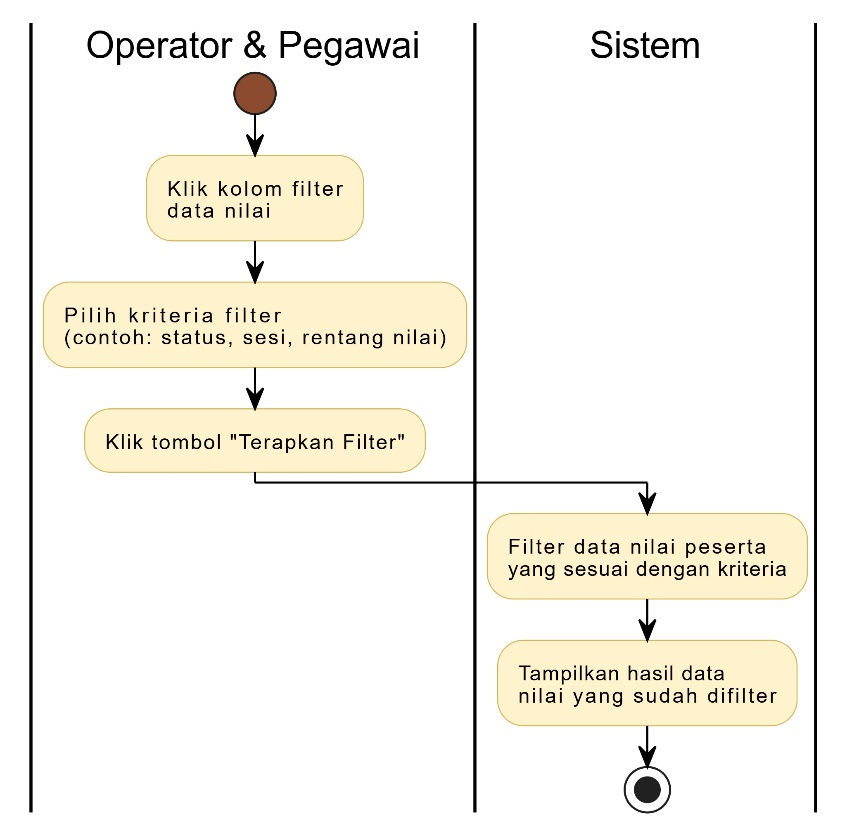 Operator & Pegawai
Sistem
Klik kolom filter
data nilai
Pilih kriteria filter
(contoh: status, sesi, rentang nilai)
Klik tombol "Terapkan Filter"
Filter data nilai peserta
yang sesuai dengan kriteria
Tampilkan hasil data
nilai yang sudah difilter